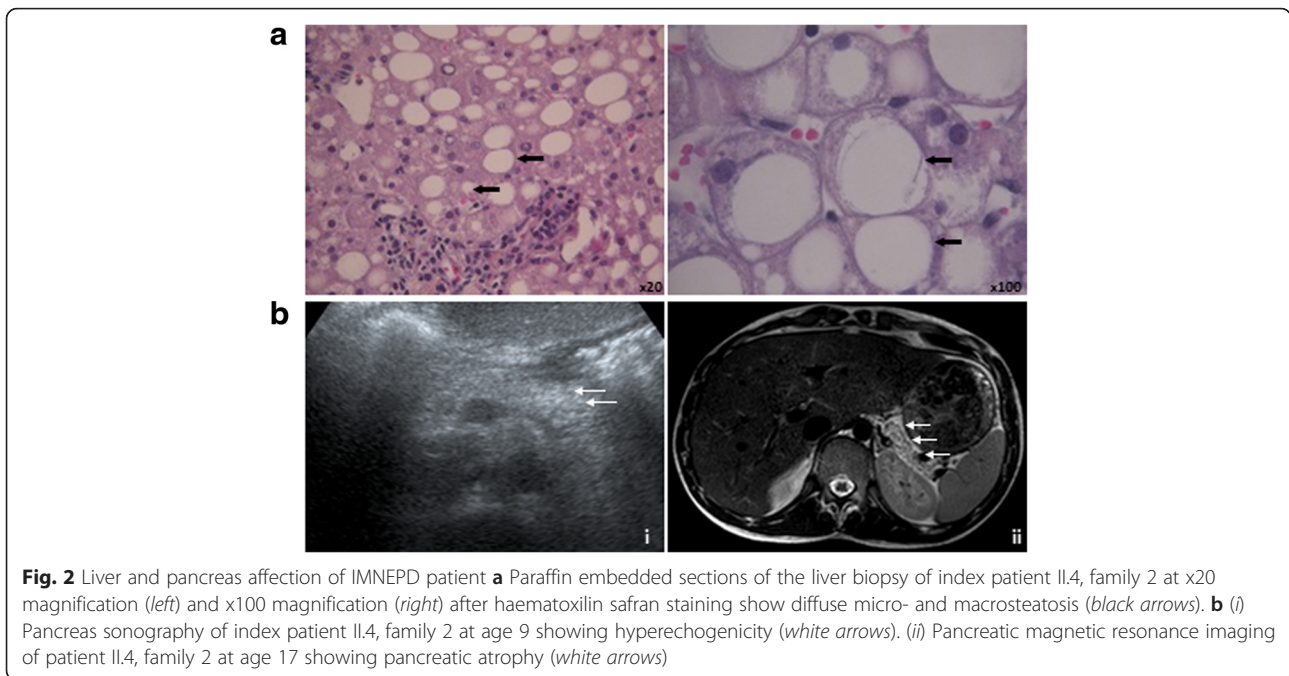 a
x20
x100
b
i
ii
Fig. 2 Liver and pancreas affection of IMNEPD patient a Paraffin embedded sections of the liver biopsy of index patient II.4, family 2 at x20
magnification (left) and x100 magnification (right) after haematoxilin safran staining show diffuse micro- and macrosteatosis (black arrows). b (i)
Pancreas sonography of index patient II.4, family 2 at age 9 showing hyperechogenicity (white arrows). (ii) Pancreatic magnetic resonance imaging
of patient II.4, family 2 at age 17 showing pancreatic atrophy (white arrows)